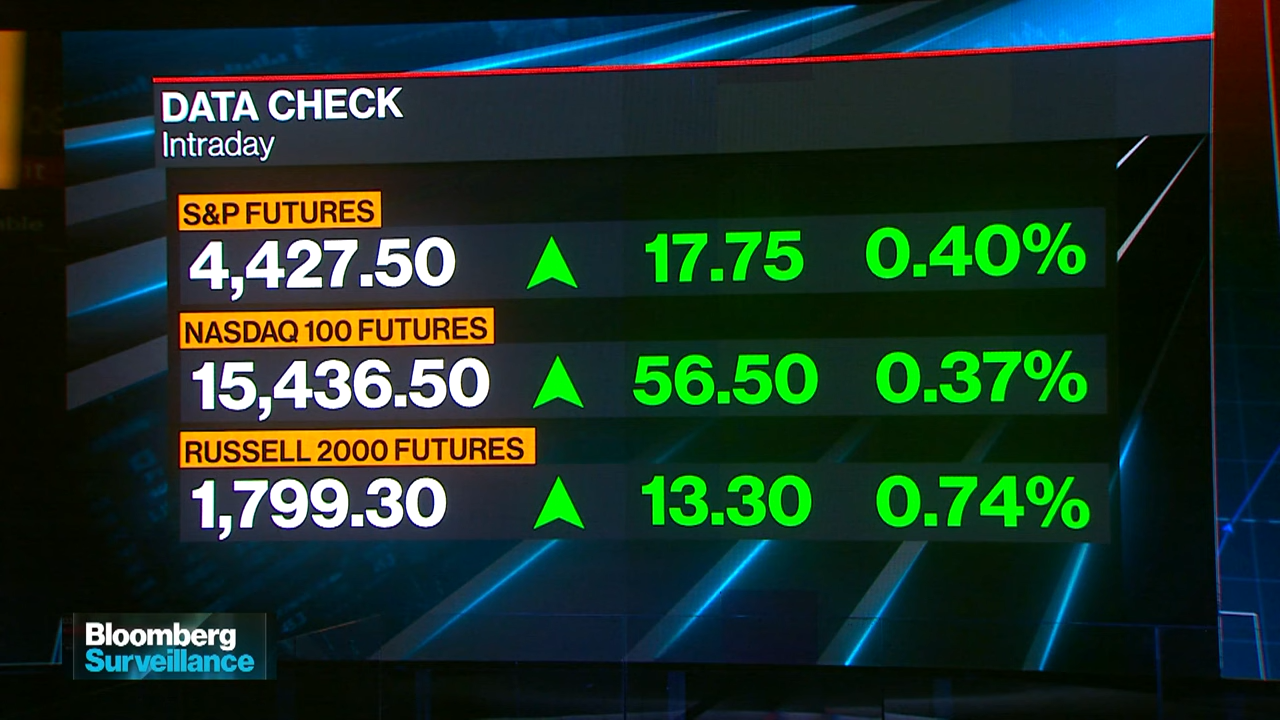 DATA CHECK
Intraday
S&P FUTURES
4,427.50 ▲ 17.75 0.40%
NASDAQ 100 FUTURES
15,436.50 ▲ 56.50 0.37%
RUSSELL 2000 FUTURES
1,799.30 ▲ 13.30 0.74%
Bloomberg
Surveillance